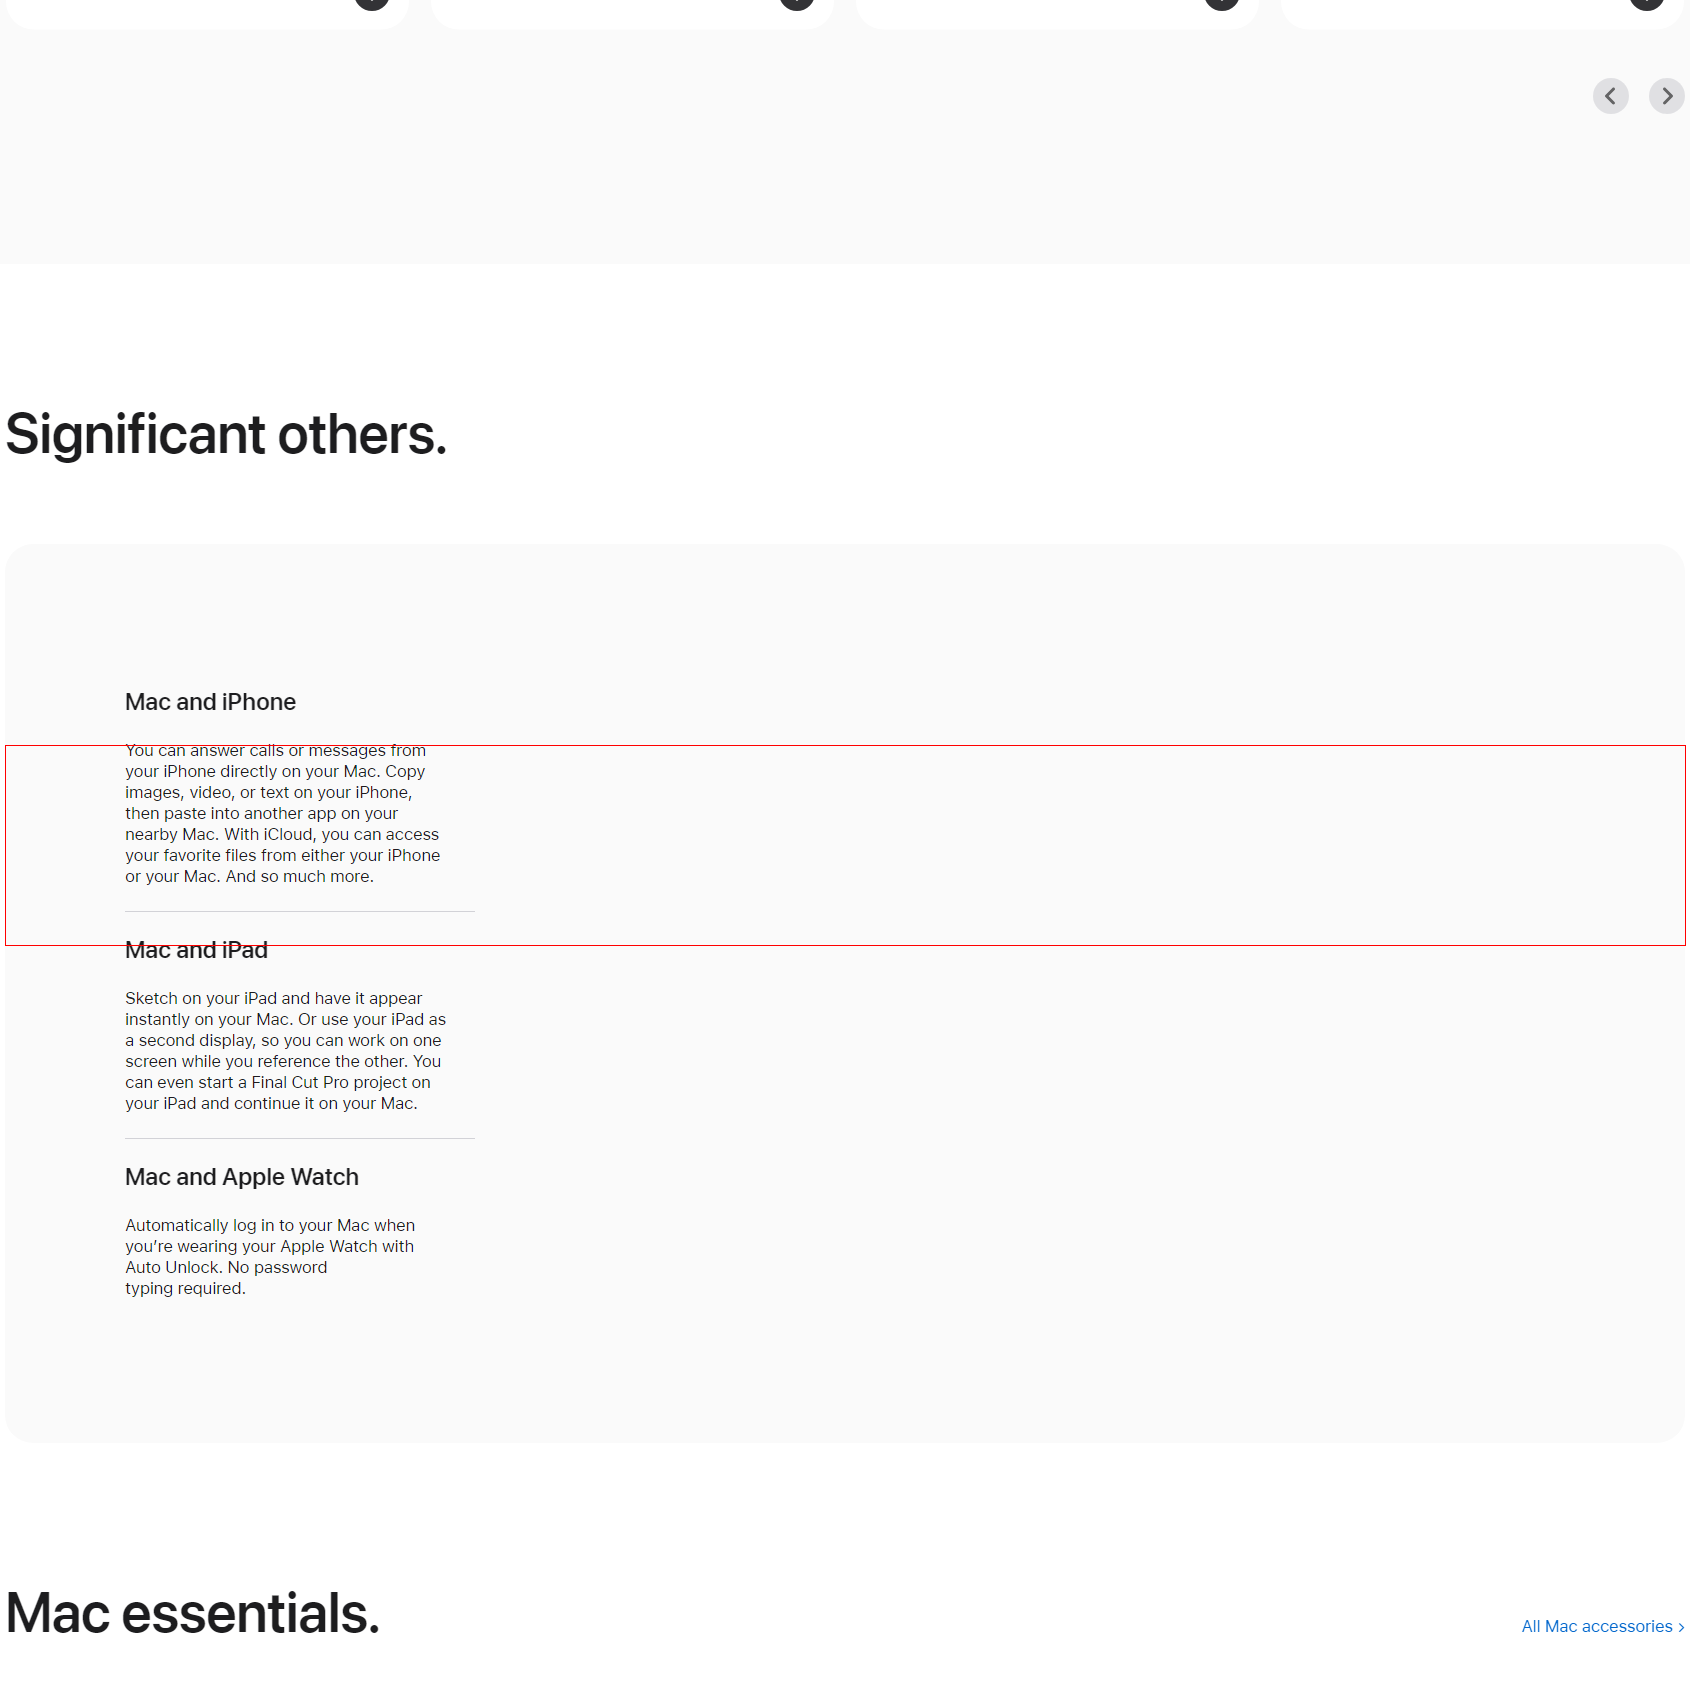 Significant others.
Mac and iPhone
You can answer calls or messages from
your iPhone directly on your Mac. Copy
images, video, or text on your iPhone,
then paste into another app on your
nearby Mac. With iCloud, you can access
your favorite files from either your iPhone
or your Mac. And so much more.
Mac and iPad
Sketch on your iPad and have it appear
instantly on your Mac. Or use your iPad as
a second display, so you can work on one
screen while you reference the other. You
can even start a Final Cut Pro project on
your iPad and continue it on your Mac.
Mac and Apple Watch
Automatically log in to your Mac when
you’re wearing your Apple Watch with
Auto Unlock. No password
typing required.
Mac essentials.
All Mac accessories >